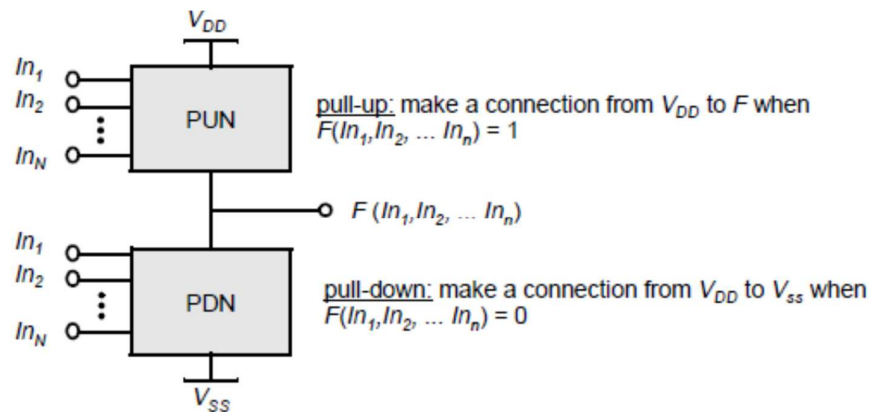 V_DD
In_1
In_2
In_N
PUN
pull-up: make a connection from V_DD to F when
F(In_1,In_2, ... In_n) = 1
F (In_1,In_2, ... In_n)
In_1
In_2
In_N
PDN
pull-down: make a connection from V_DD to V_ss when
F(In_1,In_2, ... In_n) = 0
V_SS